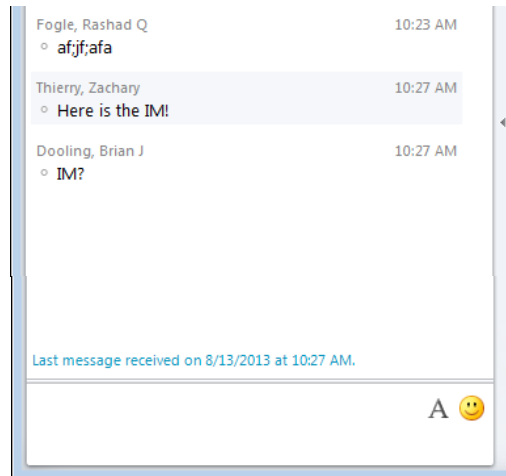 Fogle, Rashad Q 10:23 AM
af;jf;afa
Thierry, Zachary 10:27 AM
Here is the IM!
Dooling, Brian J 10:27 AM
IM?
Last message received on 8/13/2013 at 10:27 AM.
A